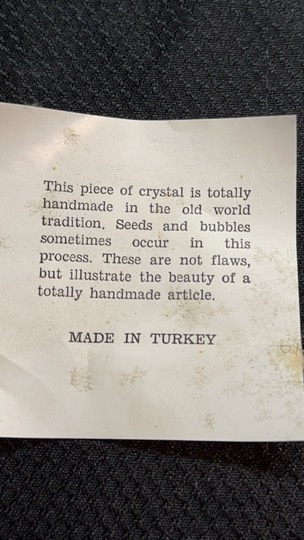 This piece of crystal is totally
handmade in the old world
tradition. Seeds and bubbles
sometimes occur in this
process. These are not flaws,
but illustrate the beauty of a
totally handmade article.
MADE IN TURKEY